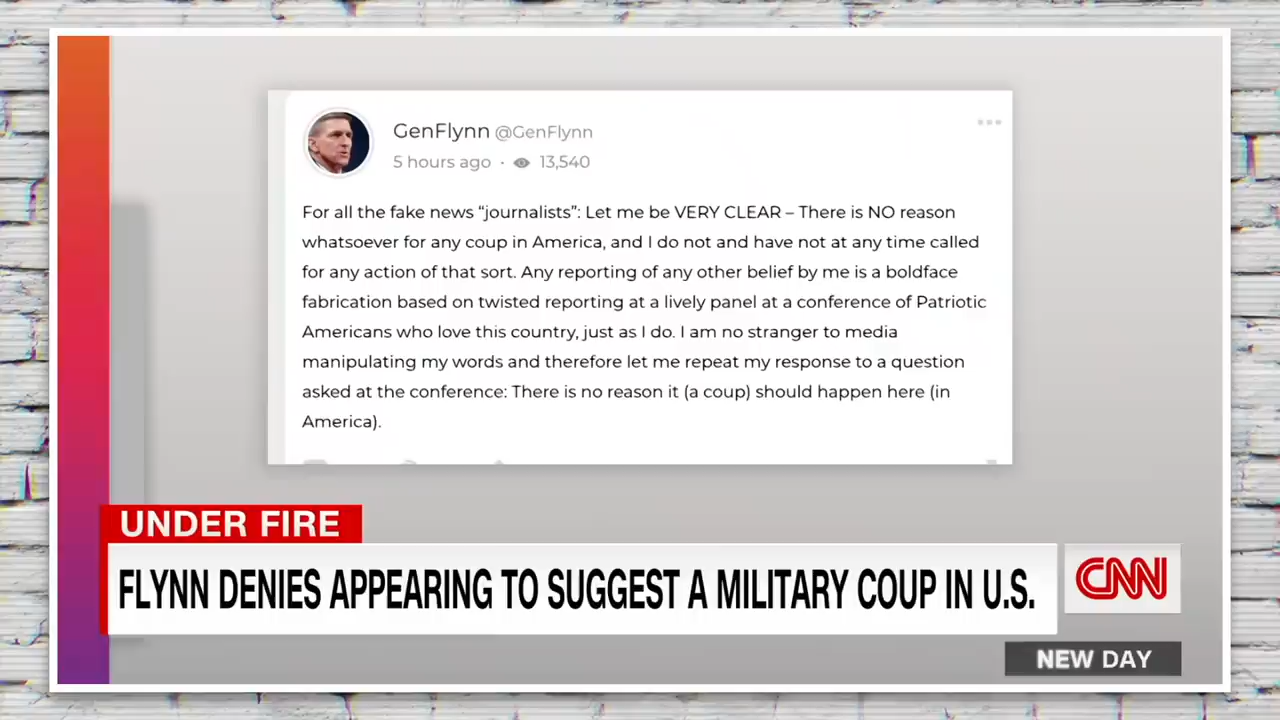 GenFlynn @GenFlynn
5 hours ago · 13,540
For all the fake news “journalists”: Let me be VERY CLEAR – There is NO reason
whatsoever for any coup in America, and I do not and have not at any time called
for any action of that sort. Any reporting of any other belief by me is a boldface
fabrication based on twisted reporting at a lively panel at a conference of Patriotic
Americans who love this country, just as I do. I am no stranger to media
manipulating my words and therefore let me repeat my response to a question
asked at the conference: There is no reason it (a coup) should happen here (in
America).
UNDER FIRE
FLYNN DENIES APPEARING TO SUGGEST A MILITARY COUP IN U.S.
CNN
NEW DAY